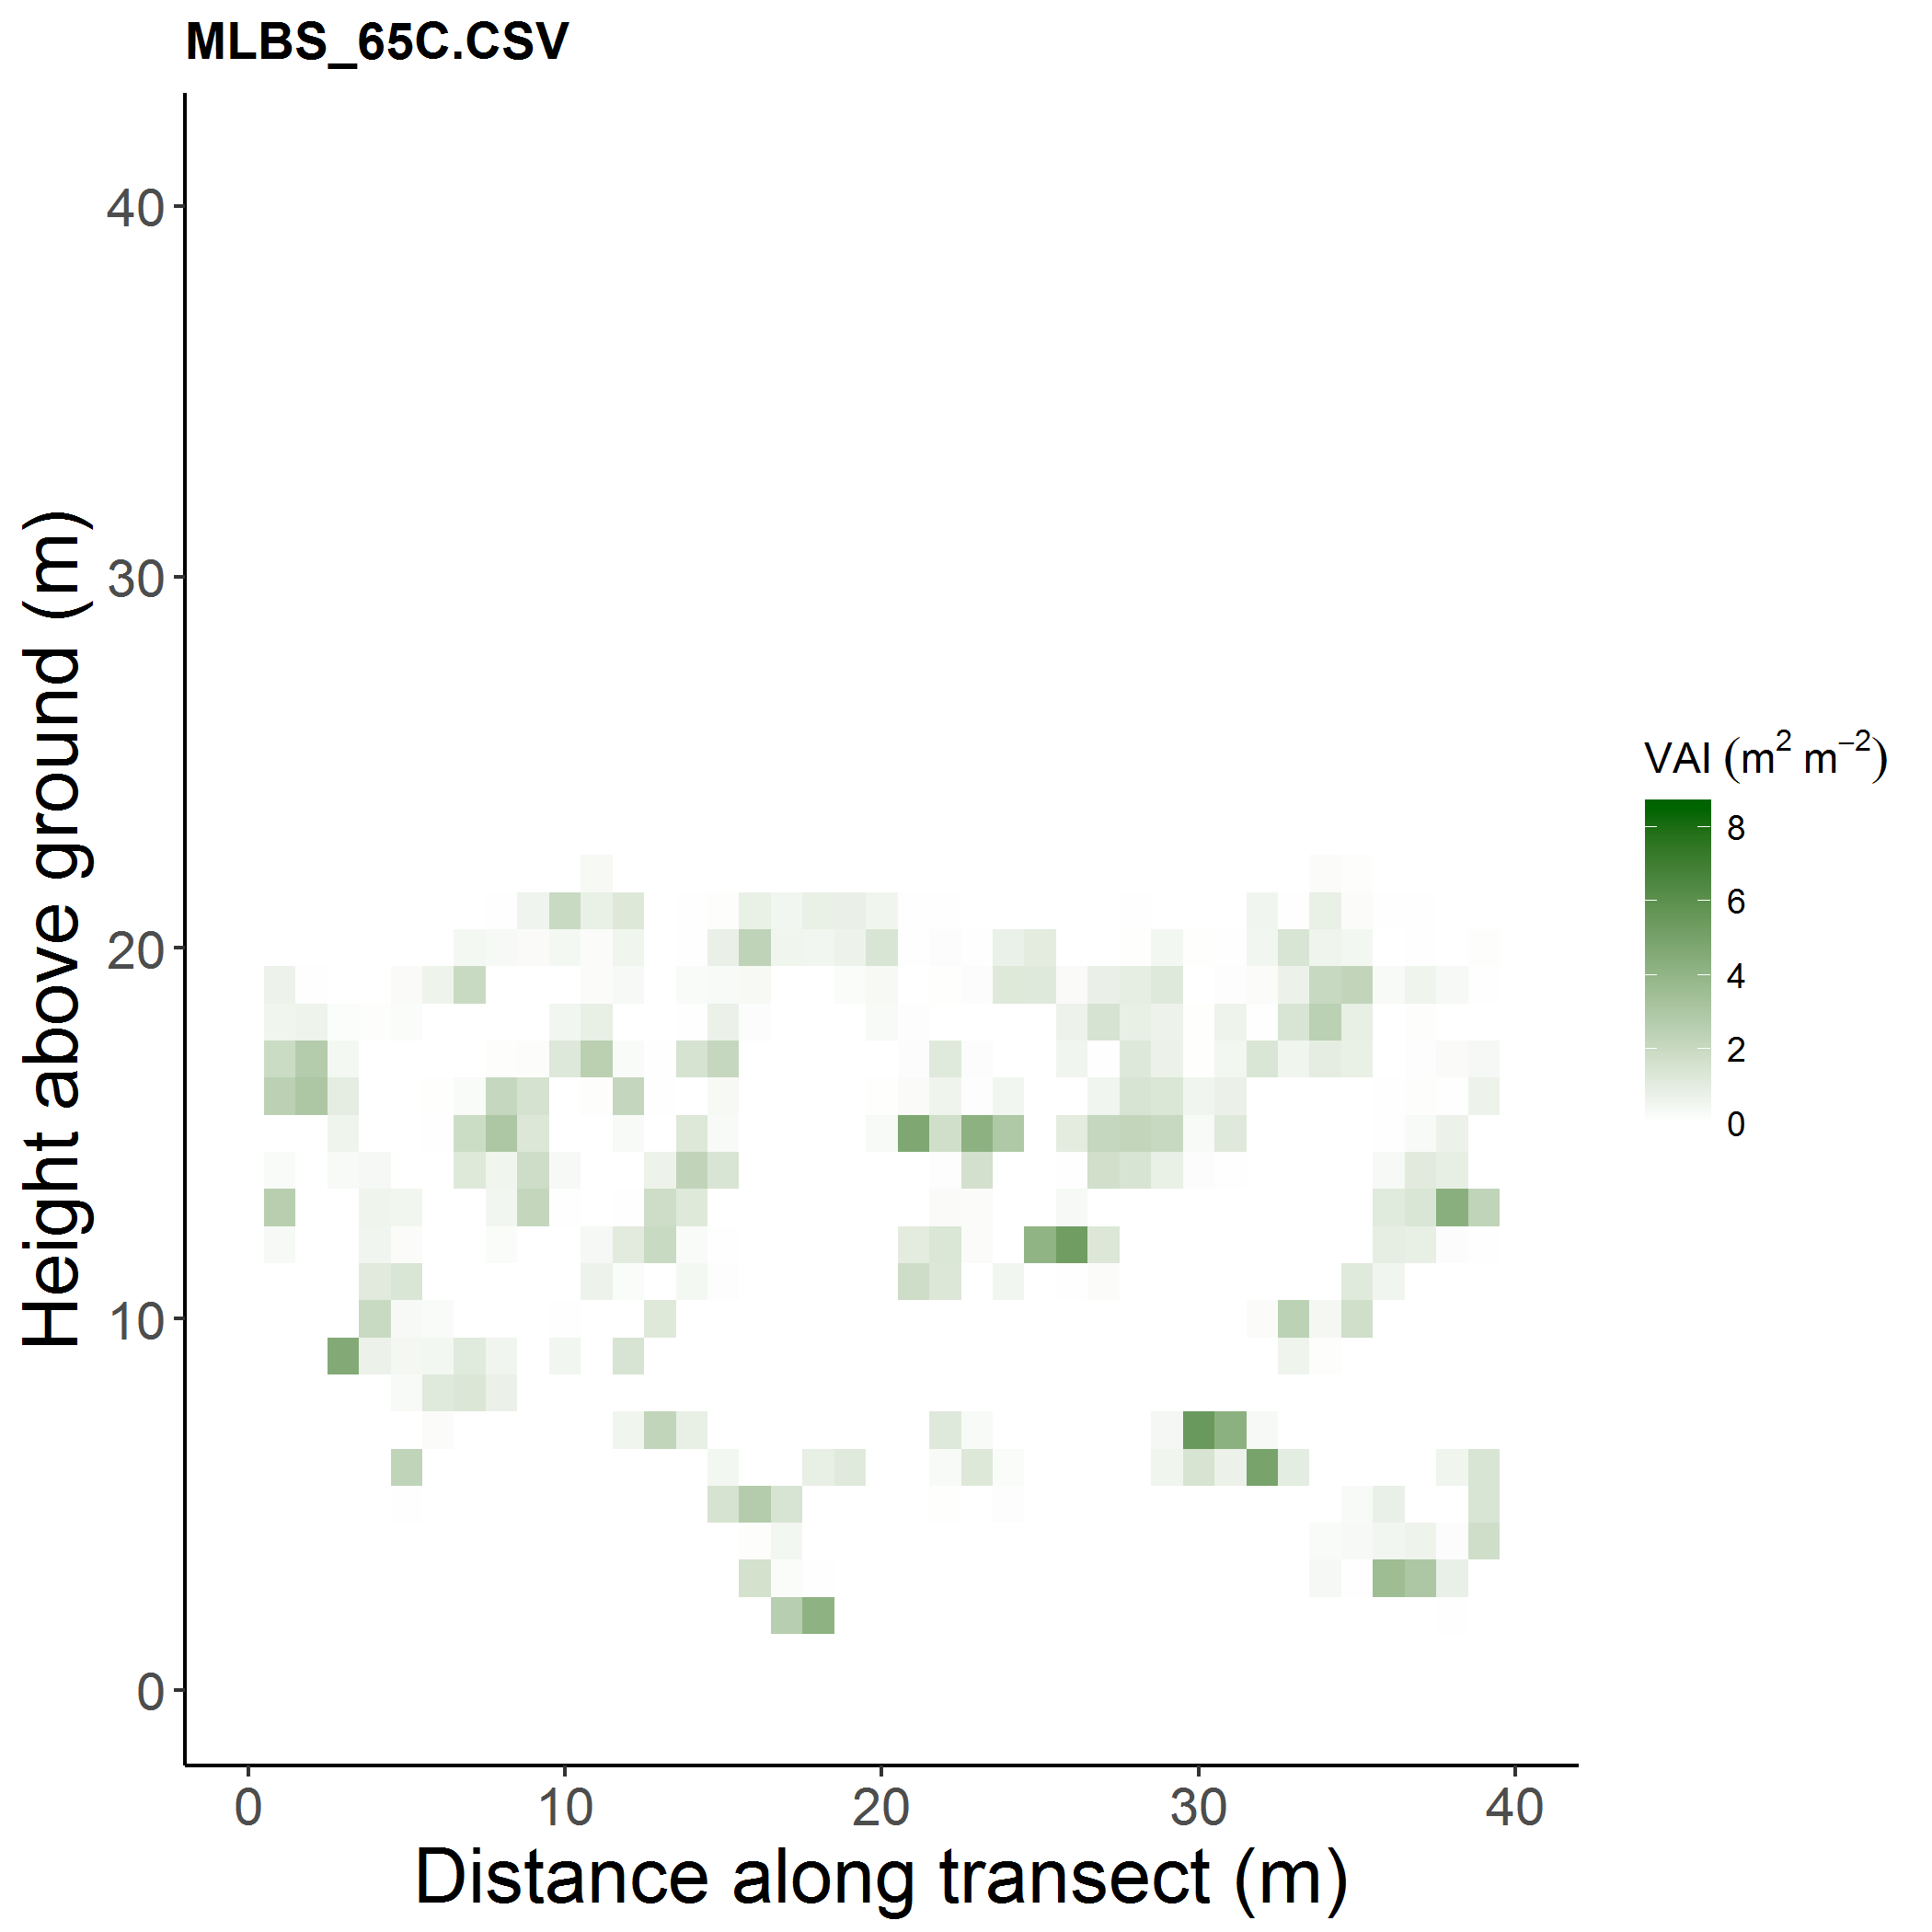 MLBS_65C.CSV
Height above ground (m)
40
30
20
10
0
0 10 20 30 40
Distance along transect (m)
VAI (m² m⁻²)
8
6
4
2
0